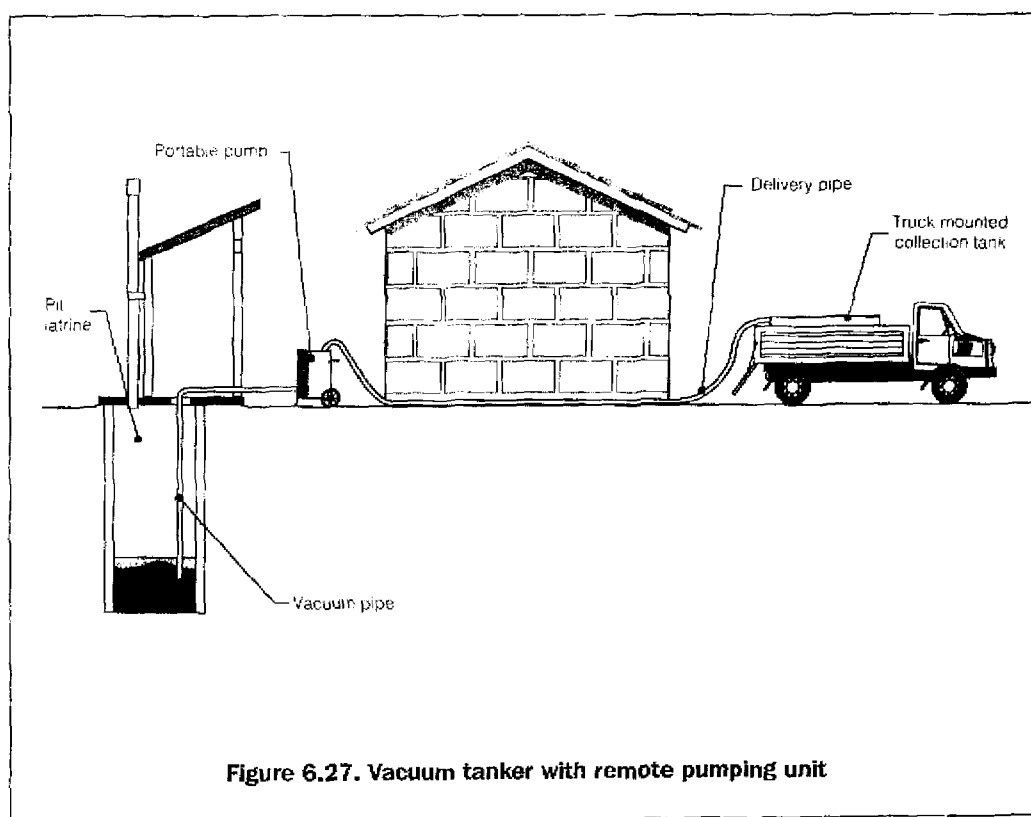 Portable pump
Delivery pipe
Truck mounted
collection tank
Pit
latrine
Vacuum pipe
Figure 6.27. Vacuum tanker with remote pumping unit